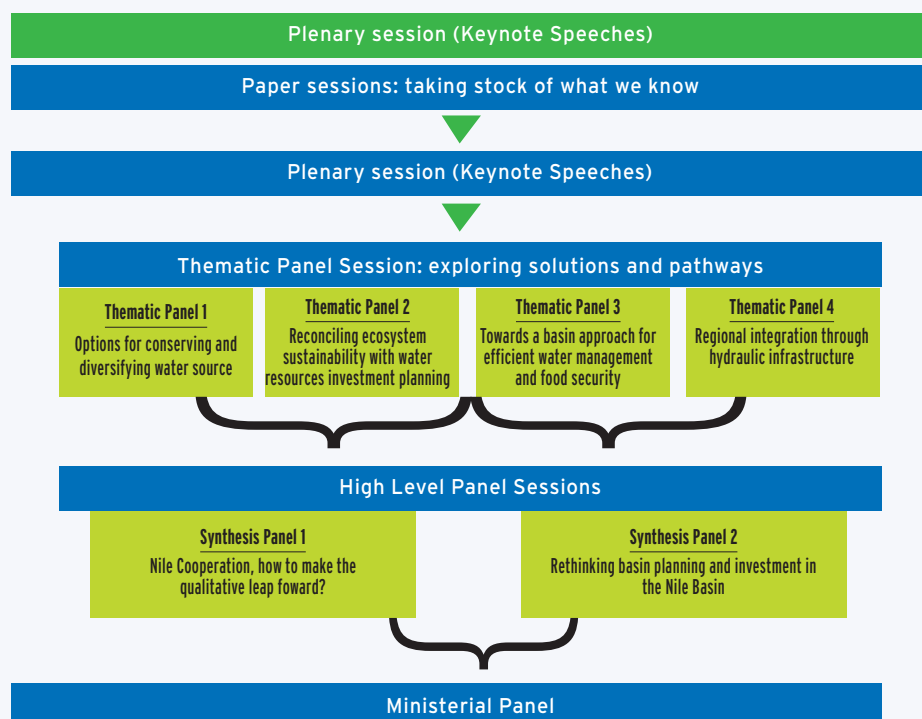 Plenary session (Keynote Speeches)
Paper sessions: taking stock of what we know
Plenary session (Keynote Speeches)
Thematic Panel Session: exploring solutions and pathways
Thematic Panel 1
Options for conserving and
diversifying water source
Thematic Panel 2
Reconciling ecosystem
sustainability with water
resources investment planning
Thematic Panel 3
Towards a basin approach for
efficient water management
and food security
Thematic Panel 4
Regional integration through
hydraulic infrastructure
High Level Panel Sessions
Synthesis Panel 1
Nile Cooperation, how to make the
qualitative leap foward?
Synthesis Panel 2
Rethinking basin planning and investment in
the Nile Basin
Ministerial Panel